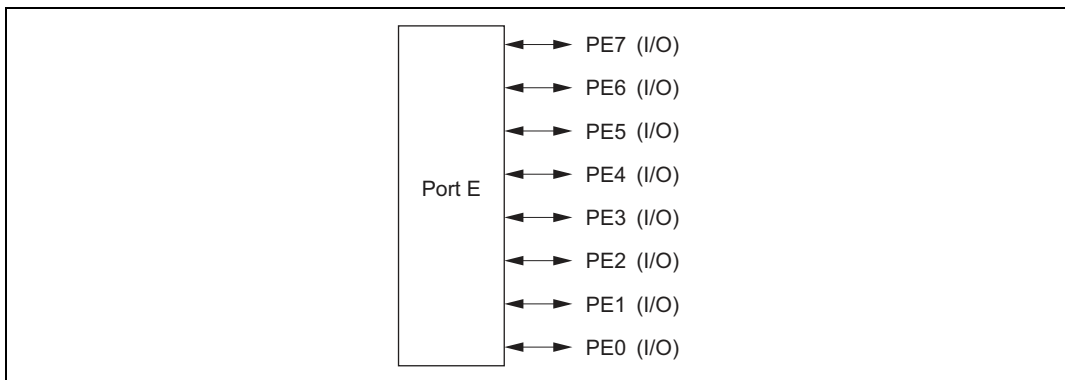 PE7 (I/O)
PE6 (I/O)
PE5 (I/O)
PE4 (I/O)
Port E
PE3 (I/O)
PE2 (I/O)
PE1 (I/O)
PE0 (I/O)